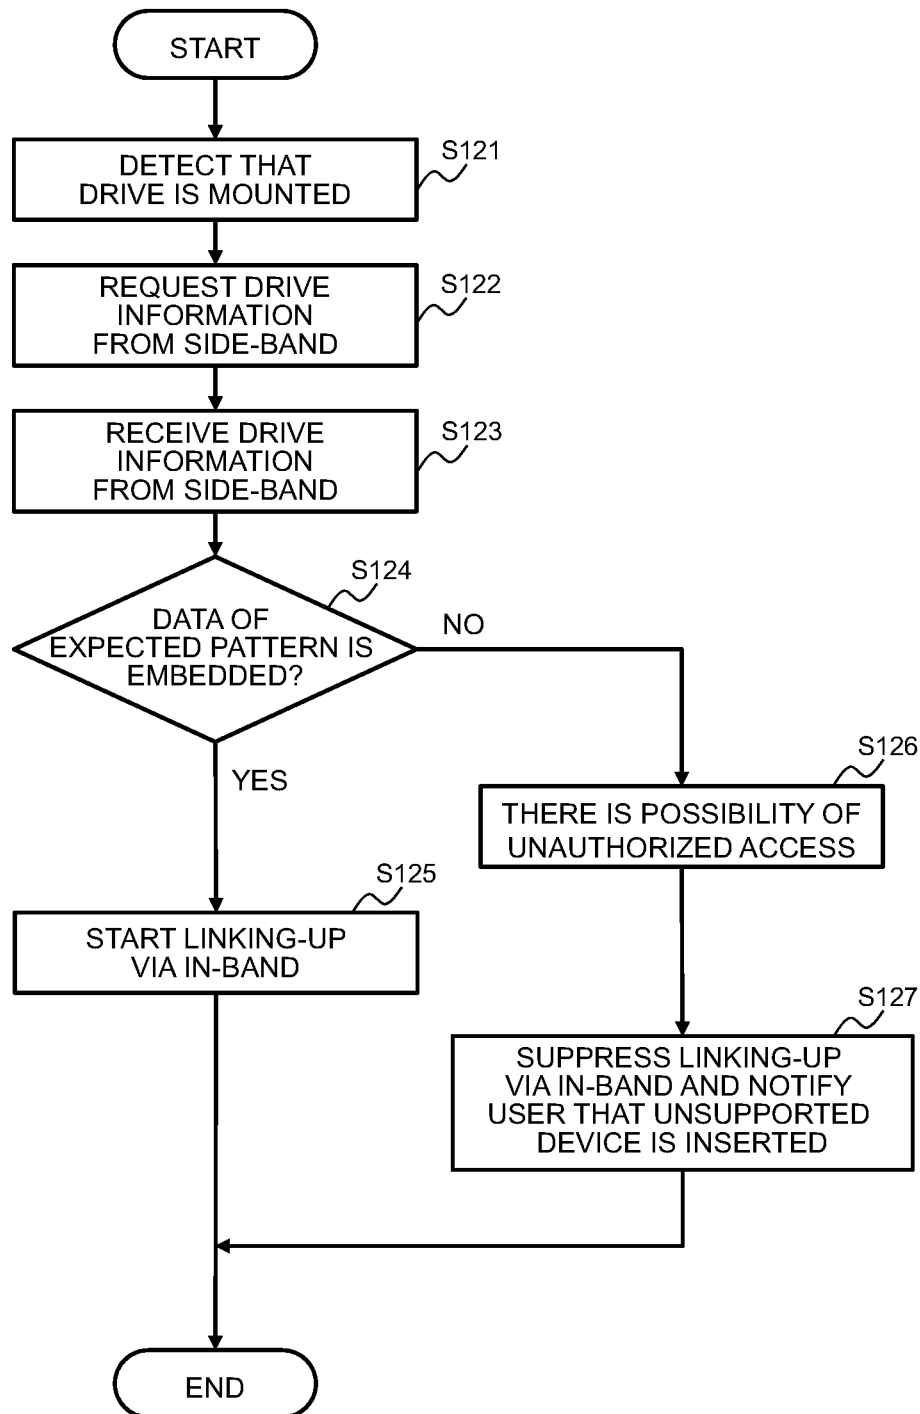 START
S121
DETECT THAT
DRIVE IS MOUNTED
S122
REQUEST DRIVE
INFORMATION
FROM SIDE-BAND
S123
RECEIVE DRIVE
INFORMATION
FROM SIDE-BAND
S124
DATA OF
EXPECTED PATTERN IS
EMBEDDED?
NO
YES
S126
THERE IS POSSIBILITY OF
UNAUTHORIZED ACCESS
S125
START LINKING-UP
VIA IN-BAND
S127
SUPPRESS LINKING-UP
VIA IN-BAND AND NOTIFY
USER THAT UNSUPPORTED
DEVICE IS INSERTED
END